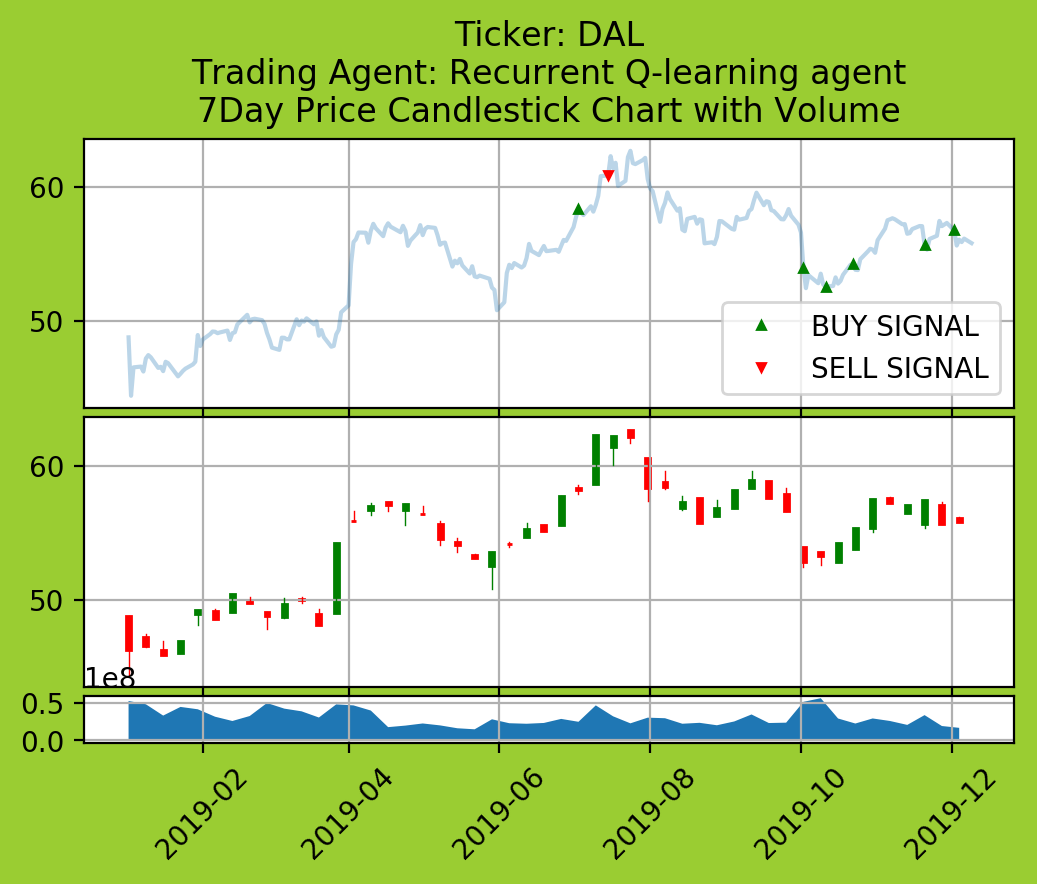 Ticker: DAL
Trading Agent: Recurrent Q-learning agent
7Day Price Candlestick Chart with Volume
60
50
BUY SIGNAL
SELL SIGNAL
60
50
1e8
0.5
0.0
2019-02
2019-04
2019-06
2019-08
2019-10
2019-12